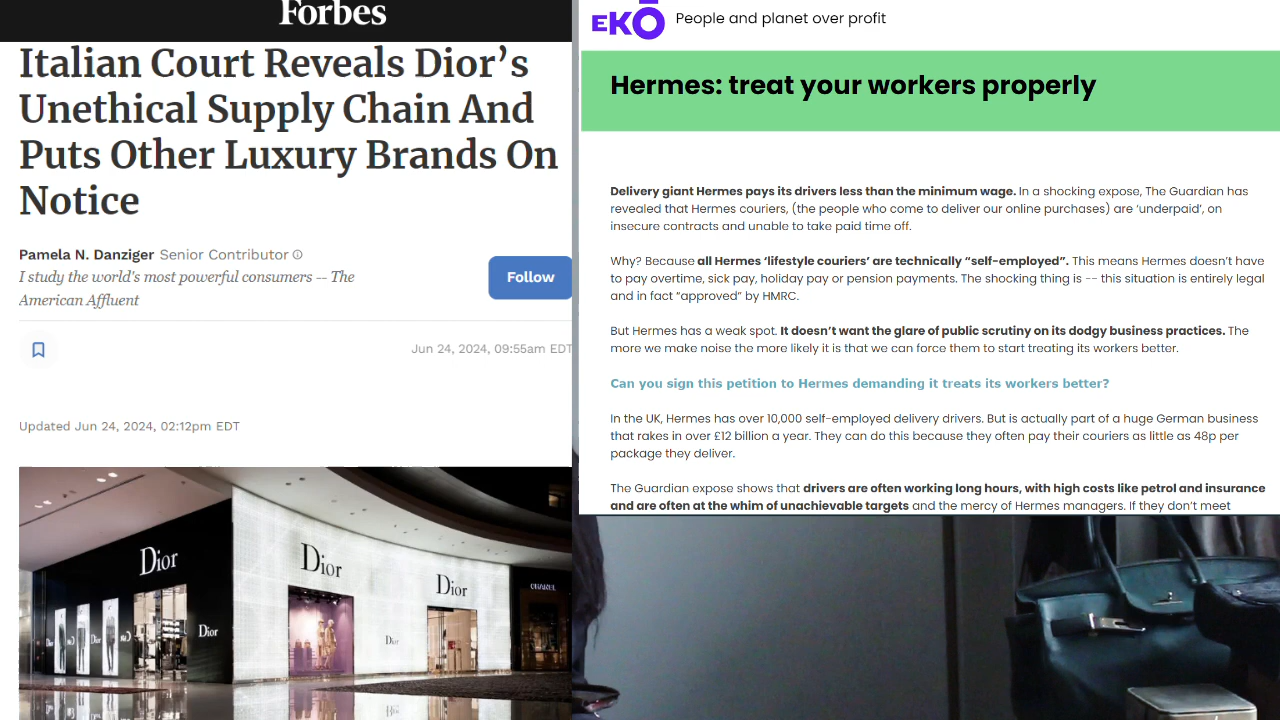 Forbes
Italian Court Reveals Dior’s
Unethical Supply Chain And
Puts Other Luxury Brands On
Notice
Pamela N. Danziger Senior Contributor
I study the world's most powerful consumers -- The
American Affluent
Follow
Jun 24, 2024, 09:55am EDT
Updated Jun 24, 2024, 02:12pm EDT
Dior
Dior
Dior
CHANEL
Dior
Dior
Dior
EKŌ People and planet over profit
Hermes: treat your workers properly
Delivery giant Hermes pays its drivers less than the minimum wage. In a shocking expose, The Guardian has
revealed that Hermes couriers, (the people who come to deliver our online purchases) are ‘underpaid’, on
insecure contracts and unable to take paid time off.
Why? Because all Hermes ‘lifestyle couriers’ are technically “self-employed”. This means Hermes doesn’t have
to pay overtime, sick pay, holiday pay or pension payments. The shocking thing is -- this situation is entirely legal
and in fact “approved” by HMRC.
But Hermes has a weak spot. It doesn’t want the glare of public scrutiny on its dodgy business practices. The
more we make noise the more likely it is that we can force them to start treating its workers better.
Can you sign this petition to Hermes demanding it treats its workers better?
In the UK, Hermes has over 10,000 self-employed delivery drivers. But is actually part of a huge German business
that rakes in over £12 billion a year. They can do this because they often pay their couriers as little as 48p per
package they deliver.
The Guardian expose shows that drivers are often working long hours, with high costs like petrol and insurance
and are often at the whim of unachievable targets and the mercy of Hermes managers. If they don’t meet